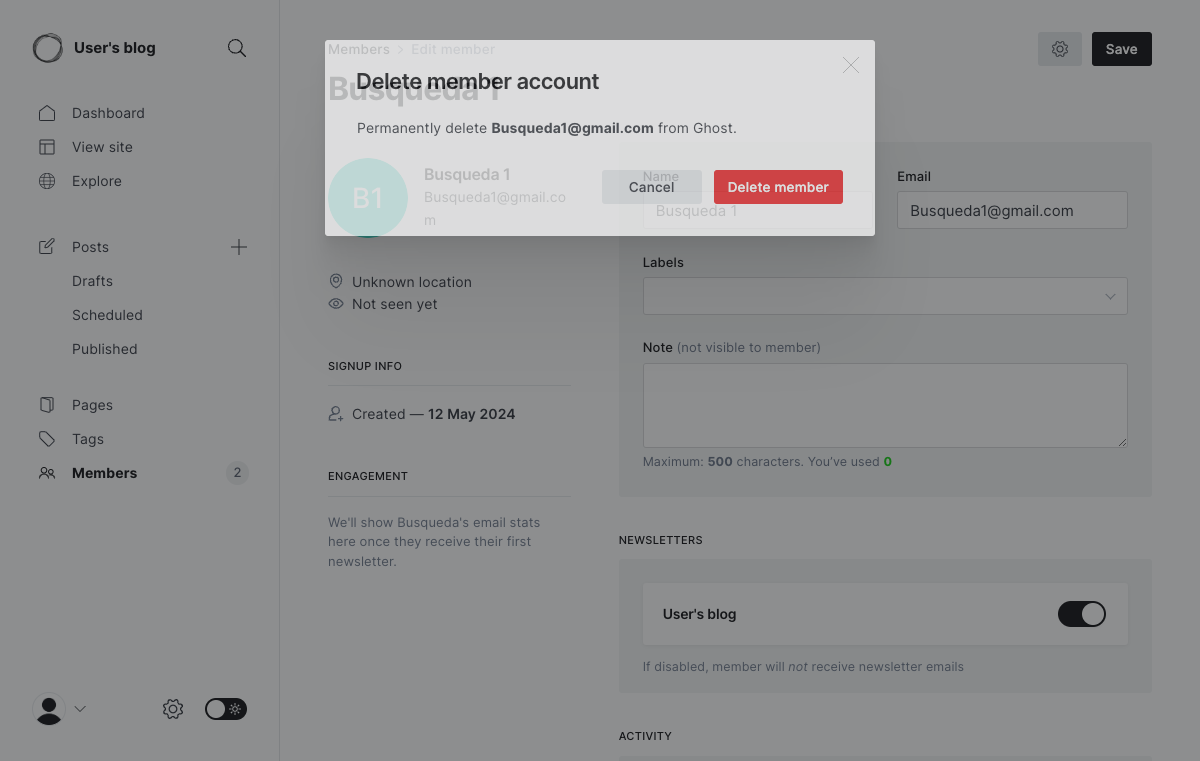 User's blog
Dashboard
View site
Explore
Posts
Drafts
Scheduled
Published
Pages
Tags
Members
2
Members
Edit member
Save
Busqueda 1
Delete member account
Permanently delete Busqueda1@gmail.com from Ghost.
Cancel
Delete member
B1
Busqueda 1
Busqueda1@gmail.co
m
Unknown location
Not seen yet
SIGNUP INFO
Created — 12 May 2024
ENGAGEMENT
We'll show Busqueda's email stats
here once they receive their first
newsletter.
Name
Busqueda 1
Email
Busqueda1@gmail.com
Labels
Note (not visible to member)
Maximum: 500 characters. You've used 0
NEWSLETTERS
User's blog
If disabled, member will not receive newsletter emails
ACTIVITY